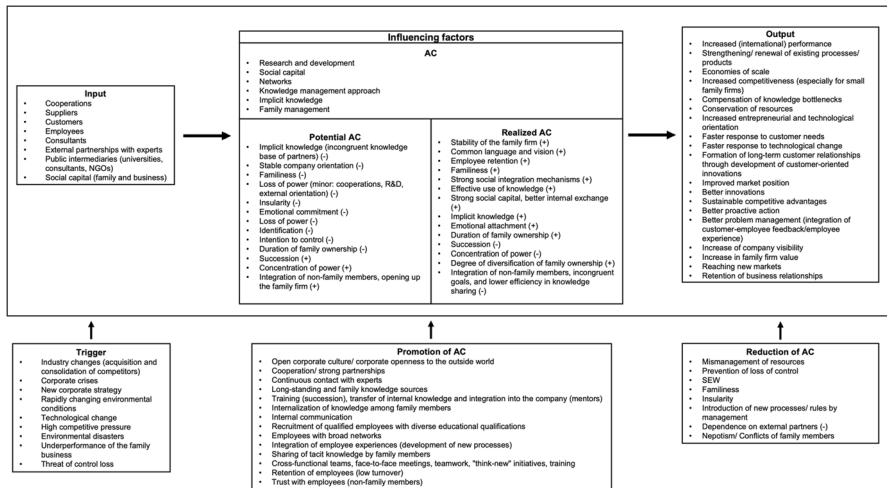 Influencing factors
AC
• Research and development
• Social capital
• Networks
• Knowledge management approach
• Implicit knowledge
• Family management
Input
• Cooperations
• Suppliers
• Customers
• Employees
• Consultants
• External partnerships with experts
• Public intermediaries (universities,
consultants, NGOs)
• Social capital (family and business)
Potential AC
• Implicit knowledge (incongruent knowledge
base of partners) (-)
• Stable company orientation (-)
• Familiness (-)
• Loss of power (minor: cooperations, R&D,
external orientation) (-)
• Insularity (-)
• Emotional commitment (-)
• Loss of power (-)
• Identification (-)
• Intention to control (-)
• Duration of family ownership (-)
• Succession (+)
• Concentration of power (+)
• Integration of non-family members, opening up
the family firm (+)
Realized AC
• Stability of the family firm (+)
• Common language and vision (+)
• Employee retention (+)
• Familiness (+)
• Strong social integration mechanisms (+)
• Effective use of knowledge (+)
• Strong social capital, better internal exchange
(+)
• Implicit knowledge (+)
• Emotional attachment (+)
• Duration of family ownership (+)
• Succession (-)
• Concentration of power (-)
• Degree of diversification of family ownership (+)
• Integration of non-family members, incongruent
goals, and lower efficiency in knowledge
sharing (-)
Output
• Increased (international) performance
• Strengthening/ renewal of existing processes/
products
• Economies of scale
• Increased competitiveness (especially for small
family firms)
• Compensation of knowledge bottlenecks
• Conservation of resources
• Increased entrepreneurial and technological
orientation
• Faster response to customer needs
• Faster response to technological change
• Formation of long-term customer relationships
through development of customer-oriented
innovations
• Improved market position
• Better innovations
• Sustainable competitive advantages
• Better proactive action
• Better problem management (integration of
customer-employee feedback/employee
experience)
• Increase of company visibility
• Increase in family firm value
• Reaching new markets
• Retention of business relationships
Trigger
• Industry changes (acquisition and
consolidation of competitors)
• Corporate crises
• New corporate strategy
• Rapidly changing environmental
conditions
• Technological change
• High competitive pressure
• Environmental disasters
• Underperformance of the family
business
• Threat of control loss
Promotion of AC
• Open corporate culture/ corporate openness to the outside world
• Cooperation/ strong partnerships
• Continuous contact with experts
• Long-standing and family knowledge sources
• Training (succession), transfer of internal knowledge and integration into the company (mentors)
• Internalization of knowledge among family members
• Internal communication
• Recruitment of qualified employees with diverse educational qualifications
• Employees with broad networks
• Integration of employee experiences (development of new processes)
• Sharing of tacit knowledge by family members
• Cross-functional teams, face-to-face meetings, teamwork, "think-new" initiatives, training
• Retention of employees (low turnover)
• Trust with employees (non-family members)
Reduction of AC
• Mismanagement of resources
• Prevention of loss of control
• SEW
• Familiness
• Insularity
• Introduction of new processes/ rules by
management
• Dependence on external partners (-)
• Nepotism/ Conflicts of family members